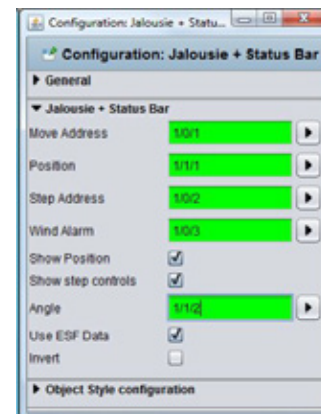 Configuration: Jalousie + Statu...
Configuration: Jalousie + Status Bar
General
Jalousie + Status Bar
Move Address 1/0/1
Position 1/1/1
Step Address 1/0/2
Wind Alarm 1/0/3
Show Position
Show step controls
Angle 1/1/2
Use ESF Data
Invert
Object Style configuration